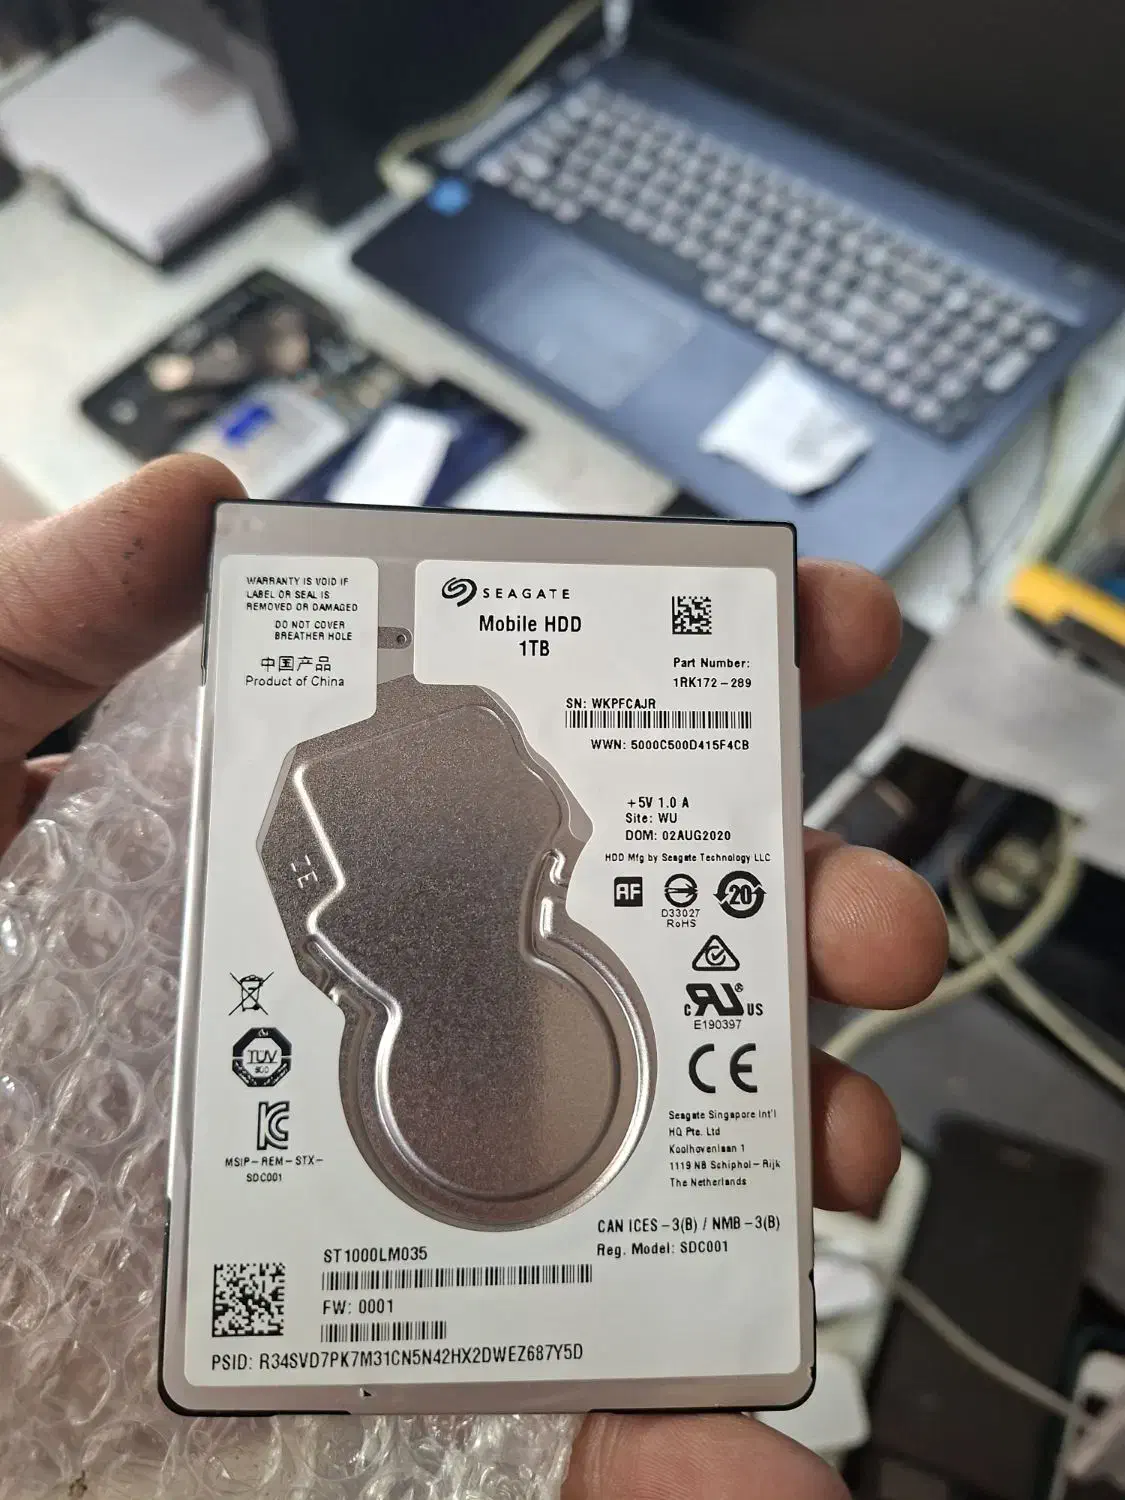 WARRANTY IS VOID IF
LABEL OR SEAL IS
REMOVED OR DAMAGED
DO NOT COVER
BREATHER HOLE
中国产品
Product of China
SEAGATE
Mobile HDD
1TB
Part Number:
1RK172-289
SN: WKPFCAJR
WWN: 5000C500D415F4CB
+5V 1.0 A
Site: WU
DOM: 02AUG2020
HDD Mfg by Seagate Technology LLC
AF
D33027
RoHS
20
c RU ® US
E190397
CE
Seagate Singapore Int'l
HQ Pte. Ltd
Koolhovenlaan 1
1119 NB Schiphol-Rijk
The Netherlands
TÜV
SÜD
KC
MSIP-REM-STX-
SDC001
CAN ICES-3(B) / NMB-3(B)
Reg. Model: SDC001
ST1000LM035
FW: 0001
PSID: R34SVD7PK7M31CN5N42HX2DWEZ687Y5D